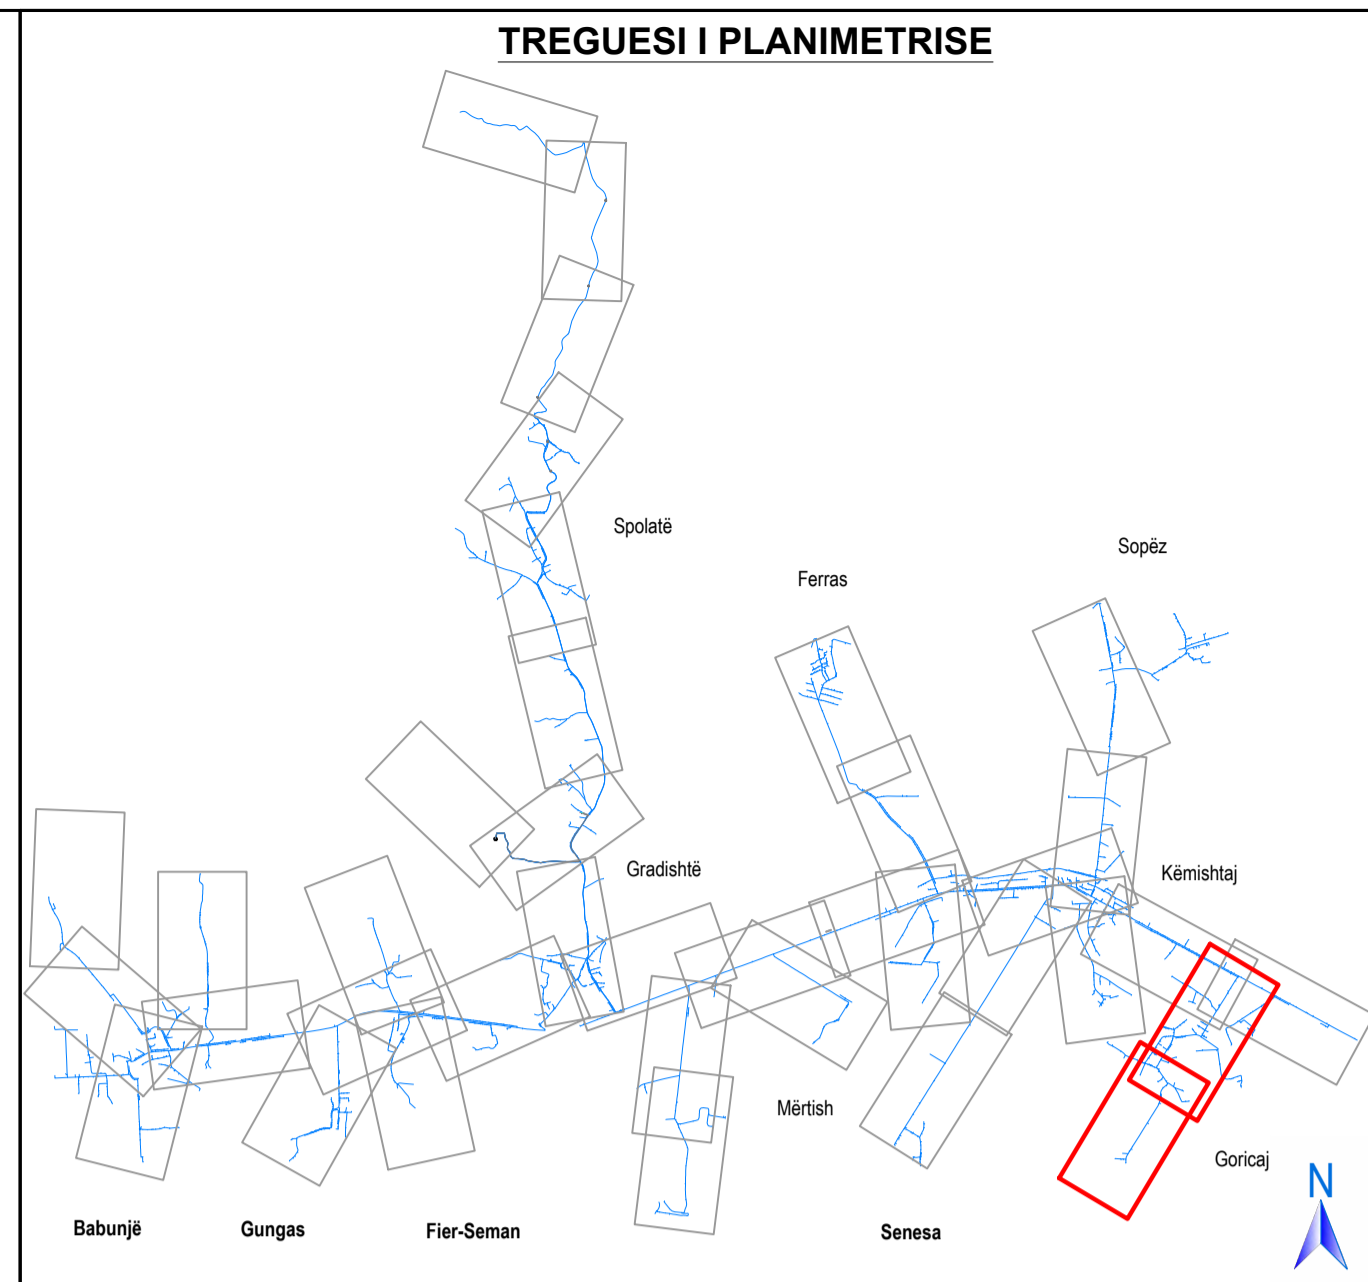 TREGUESI I PLANIMETRISE
Spolatë
Sopëz
Ferras
Gradishtë
Këmishtaj
Mërtish
Goricaj
N
Babunjë
Gungas
Fier-Seman
Senesa